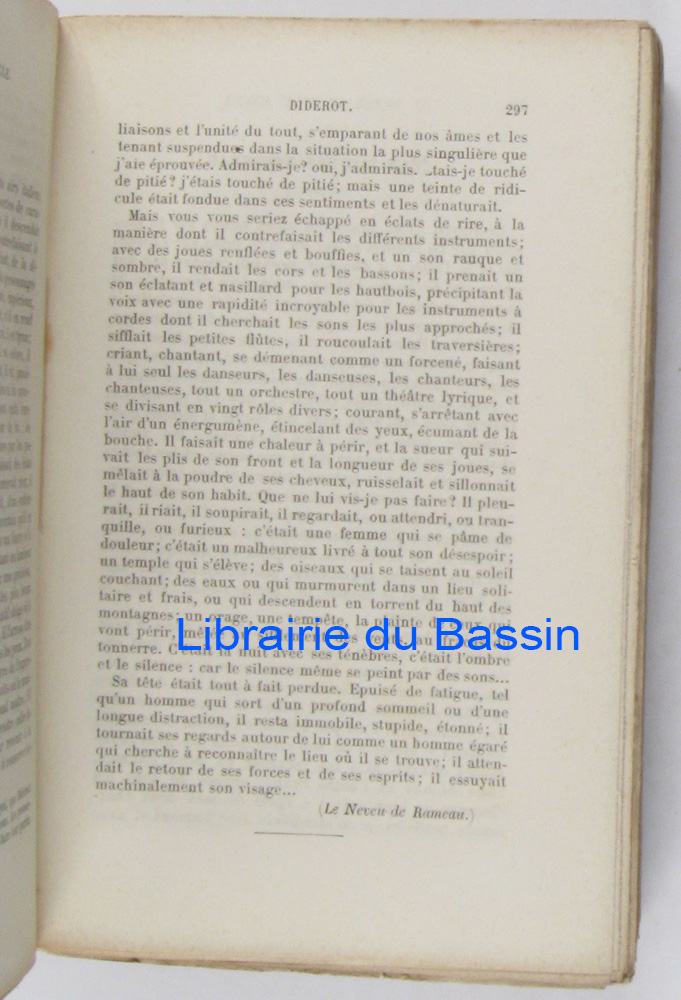 DIDEROT.
297
liaisons et l'unité du tout, s'emparant de nos âmes et les
tenant suspendues dans la situation la plus singulière que
j'aie éprouvée. Admirais-je? oui, j'admirais. -tais-je touché
de pitié? j'étais touché de pitié; mais une teinte de ridi-
cule était fondue dans ces sentiments et les dénaturait.
Mais vous vous seriez échappé en éclats de rire, à la
manière dont il contrefaisait les différents instruments;
avec des joues renflées et bouffies, et un son rauque et
sombre, il rendait les cors et les bassons; il prenait un
son éclatant et nasillard pour les hautbois, précipitant la
voix avec une rapidité incroyable pour les instruments à
cordes dont il cherchait les sons les plus approchés; il
sifflait les petites flûtes, il roucoulait les traversières;
criant, chantant, se démenant comme un forcené, faisant
à lui seul les danseurs, les danseuses, les chanteurs, les
chanteuses, tout un orchestre, tout un théâtre lyrique, et
se divisant en vingt rôles divers; courant, s'arrêtant avec
l'air d'un énergumène, étincelant des yeux, écumant de la
bouche. Il faisait une chaleur à périr, et la sueur qui sui-
vait les plis de son front et la longueur de ses joues, se
mêlait à la poudre de ses cheveux, ruisselait et sillonnait
le haut de son habit. Que ne lui vis-je pas faire? Il pleu-
rait, il riait, il soupirait, il regardait, ou attendri, ou tran-
quille, ou furieux : c'était une femme qui se pâme de
douleur; c'était un malheureux livré à tout son désespoir;
un temple qui s'élève; des oiseaux qui se taisent au soleil
couchant; des eaux ou qui murmurent dans un lieu soli-
taire et frais, ou qui descendent en torrent du haut des
montagnes; un orage, une tempête, la plainte de ceux qui
vont périr, au
Librairie du Bassin
tonnerre. C'était la nuit avec ses ténèbres, c'était l'ombre
et le silence : car le silence même se peint par des sons...
Sa tête était tout à fait perdue. Epuisé de fatigue, tel
qu'un homme qui sort d'un profond sommeil ou d'une
longue distraction, il resta immobile, stupide, étonné; il
tournait ses regards autour de lui comme un homme égaré
qui cherche à reconnaître le lieu où il se trouve; il atten-
dait le retour de ses forces et de ses esprits; il essuyait
machinalement son visage...
(Le Neveu de Rameau.)